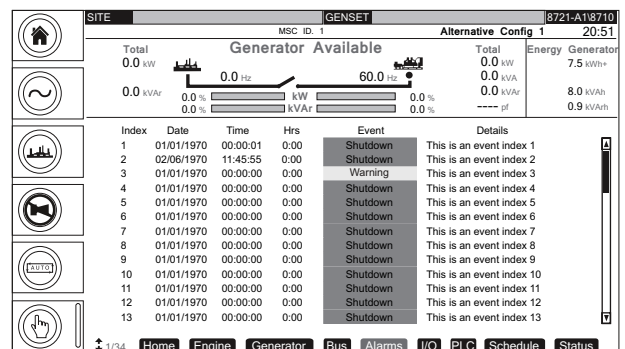 SITE GENSET 8721-A1\8710
MSC ID. 1 Alternative Config 1 20:51
Total Generator Available Total Energy Generator
0.0 kW 0.0 kW 7.5 kWh+
0.0 Hz 60.0 Hz 0.0 kVA
0.0 kVAr 0.0 % kW 0.0 % 0.0 kVAr 8.0 kVAh
0.0 % kVAr 0.0 % ---- pf 0.9 kVArh
Index Date Time Hrs Event Details
1 01/01/1970 00:00:01 0:00 Shutdown This is an event index 1
2 02/06/1970 11:45:55 0:00 Shutdown This is an event index 2
3 01/01/1970 00:00:00 0:00 Warning This is an event index 3
4 01/01/1970 00:00:00 0:00 Shutdown This is an event index 4
5 01/01/1970 00:00:00 0:00 Shutdown This is an event index 5
6 01/01/1970 00:00:00 0:00 Shutdown This is an event index 6
7 01/01/1970 00:00:00 0:00 Shutdown This is an event index 7
8 01/01/1970 00:00:00 0:00 Shutdown This is an event index 8
9 01/01/1970 00:00:00 0:00 Shutdown This is an event index 9
10 01/01/1970 00:00:00 0:00 Shutdown This is an event index 10
11 01/01/1970 00:00:00 0:00 Shutdown This is an event index 11
12 01/01/1970 00:00:00 0:00 Shutdown This is an event index 12
13 01/01/1970 00:00:00 0:00 Shutdown This is an event index 13
AUTO
1/34 Home Engine Generator Bus Alarms I/O PLC Schedule Status